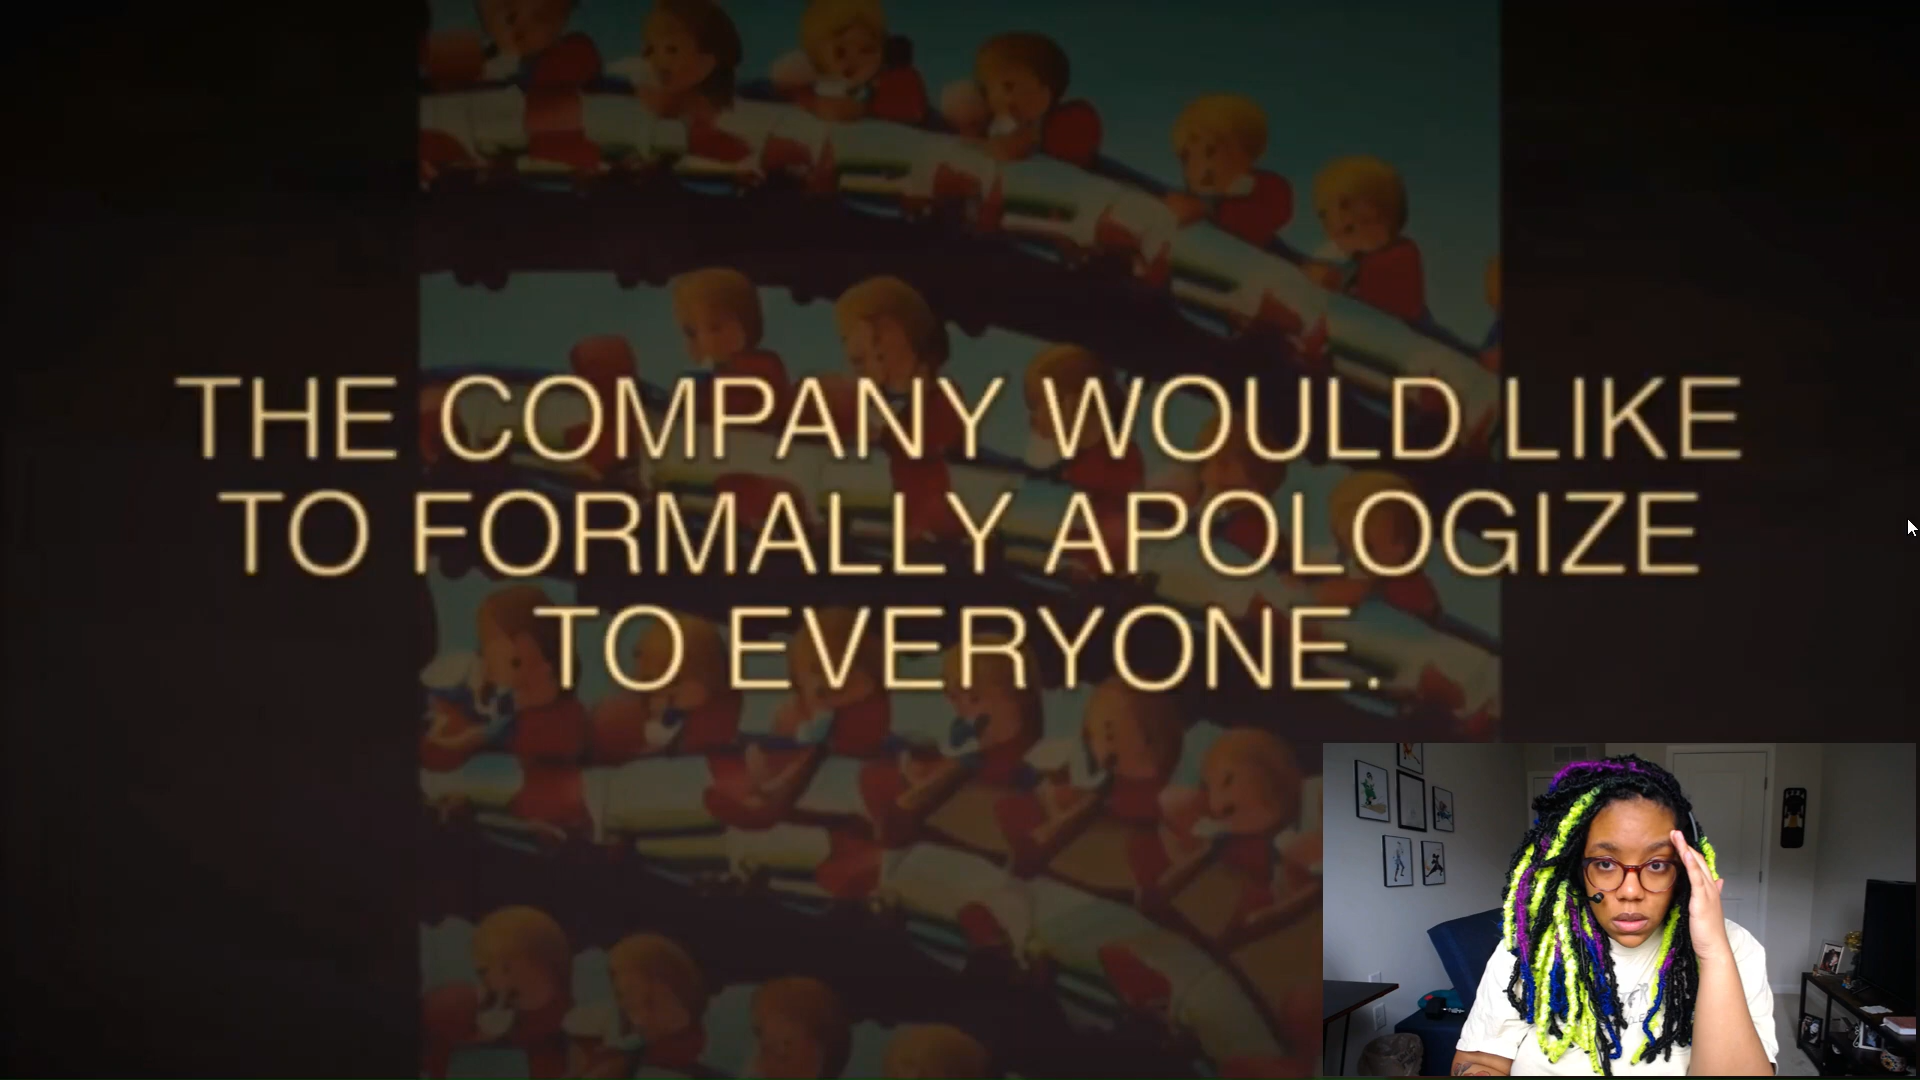 THE COMPANY WOULD LIKE
TO FORMALLY APOLOGIZE
TO EVERYONE.